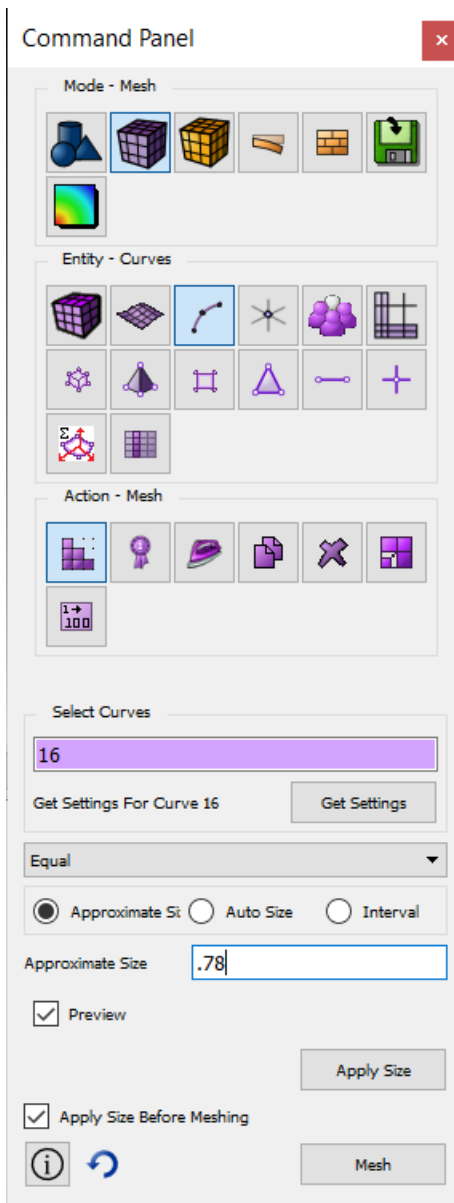 Command Panel
Mode - Mesh
Entity - Curves
Action - Mesh
1
100
Select Curves
16
Get Settings For Curve 16 Get Settings
Equal
Approximate Si Auto Size Interval
Approximate Size .78
Preview
Apply Size
Apply Size Before Meshing
Mesh